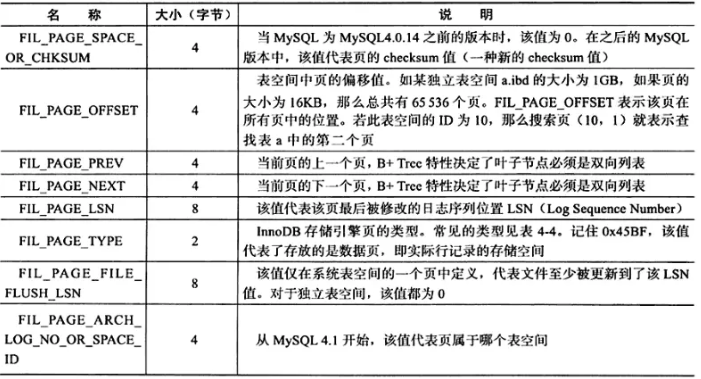 名 称 大小（字节） 说 明
FIL_PAGE_SPACE_
OR_CHKSUM
4
当 MySQL 为 MySQL4.0.14 之前的版本时，该值为 0。在之后的 MySQL
版本中，该值代表页的 checksum 值（一种新的 checksum 值）
FIL_PAGE_OFFSET
4
表空间中页的偏移值。如某独立表空间 a.ibd 的大小为 1GB，如果页的
大小为 16KB，那么总共有 65 536 个页。FIL_PAGE_OFFSET 表示该页在
所有页中的位置。若此表空间的 ID 为 10，那么搜索页（10，1）就表示查
找表 a 中的第二个页
FIL_PAGE_PREV 4 当前页的上一个页，B+ Tree 特性决定了叶子节点必须是双向列表
FIL_PAGE_NEXT 4 当前页的下一个页，B+ Tree 特性决定了叶子节点必须是双向列表
FIL_PAGE_LSN 8 该值代表该页最后被修改的日志序列位置 LSN（Log Sequence Number）
FIL_PAGE_TYPE
2
InnoDB 存储引擎页的类型。常见的类型见表 4-4。记住 0x45BF，该值
代表了存放的是数据页，即实际行记录的存储空间
FIL_PAGE_FILE_
FLUSH_LSN
8
该值仅在系统表空间的一个页中定义，代表文件至少被更新到了该 LSN
值。对于独立表空间，该值都为 0
FIL_PAGE_ARCH_
LOG_NO_OR_SPACE_
ID
4
从 MySQL 4.1 开始，该值代表页属于哪个表空间